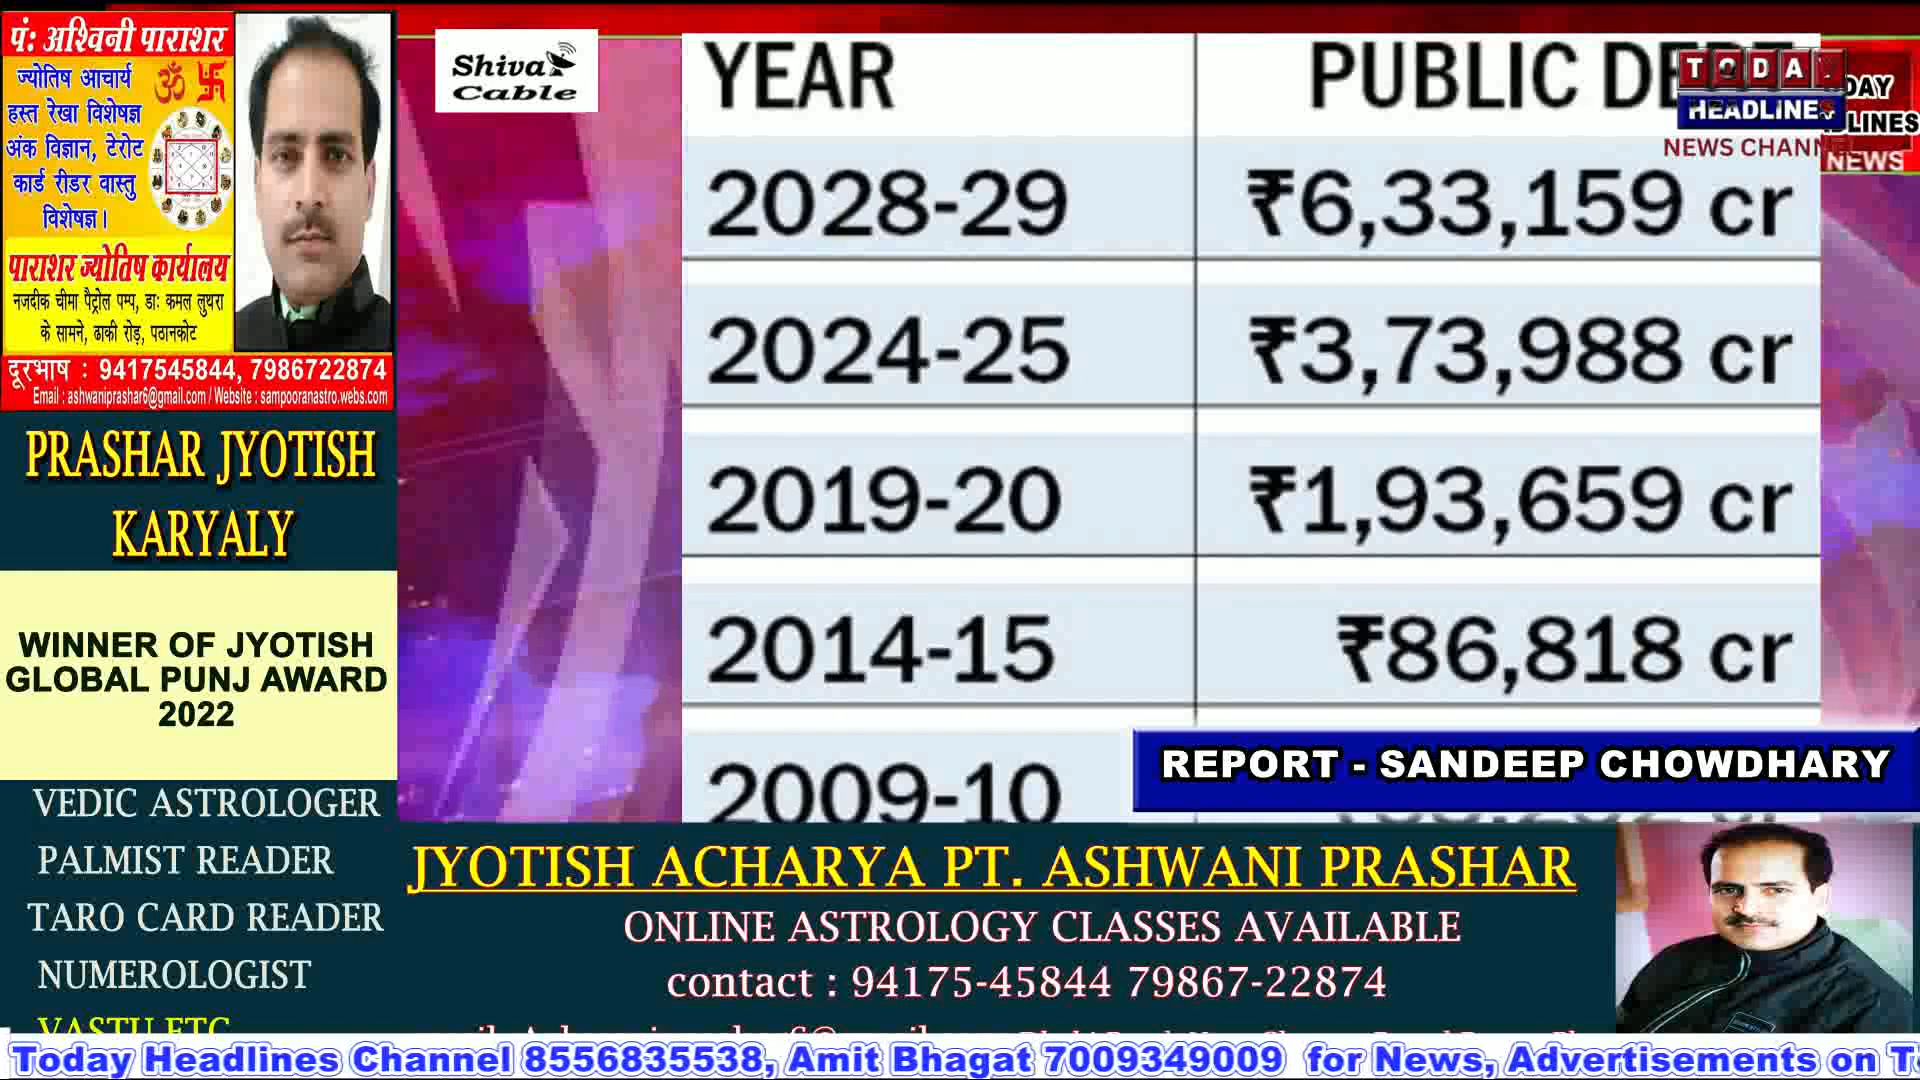 पं: अश्विनी पाराशर
ज्योतिष आचार्य
हस्त रेखा विशेषज्ञ
अंक विज्ञान, टेरोट
कार्ड रीडर वास्तु
विशेषज्ञ।
पाराशर ज्योतिष कार्यालय
नजदीक चीमा पैट्रोल पम्प, डाः कमल लुथरा
के सामने, ढाकी रोड़, पठानकोट
दूरभाष : 9417545844, 7986722874
Email : ashwaniprashar6@gmail.com / Website : sampooranastro.webs.com
PRASHAR JYOTISH
KARYALY
WINNER OF JYOTISH
GLOBAL PUNJ AWARD
2022
VEDIC ASTROLOGER
PALMIST READER
TARO CARD READER
NUMEROLOGIST
VASTU ETC
Shiva
Cable
YEAR PUBLIC
2028-29 ₹6,33,159 cr
2024-25 ₹3,73,988 cr
2019-20 ₹1,93,659 cr
2014-15 ₹86,818 cr
2009-10
TODAY
HEADLINES
NEWS CHANNEL
NEWS
REPORT - SANDEEP CHOWDHARY
JYOTISH ACHARYA PT. ASHWANI PRASHAR
ONLINE ASTROLOGY CLASSES AVAILABLE
contact : 94175-45844 79867-22874
Today Headlines Channel 8556835538, Amit Bhagat 7009349009 for News, Advertisements on